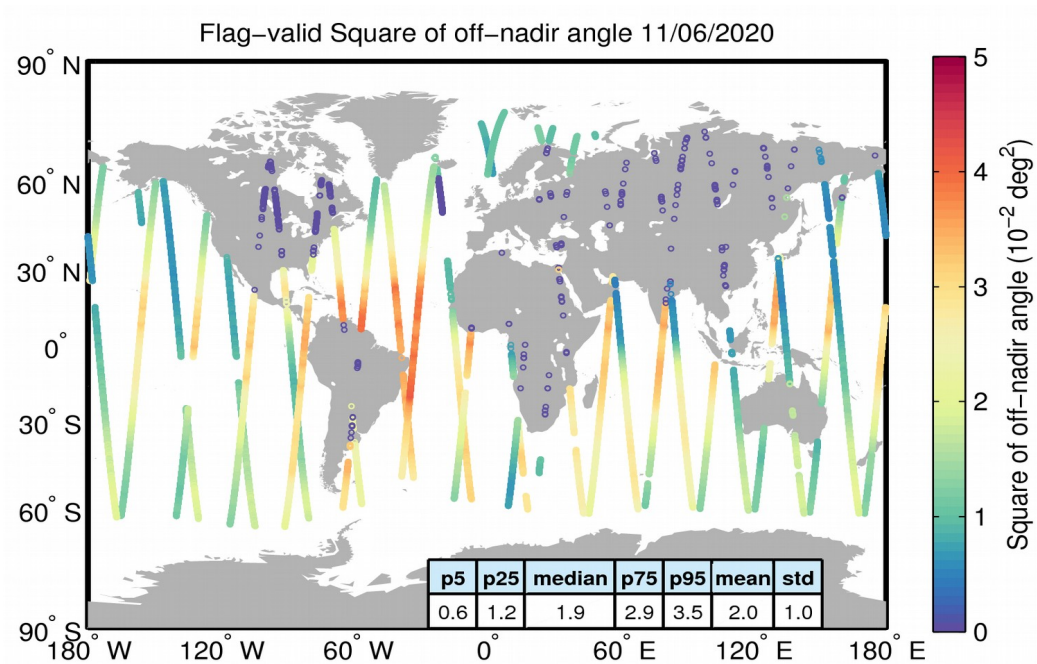 Flag−valid Square of off−nadir angle 11/06/2020
90° N
60° N
30° N
0°
30° S
60° S
90° S
180° W
120° W
60° W
0°
60° E
120° E
180° E
p5 p25 median p75 p95 mean std
0.6 1.2 1.9 2.9 3.5 2.0 1.0
5
4
3
2
1
0
Square of off−nadir angle (10⁻² deg²)